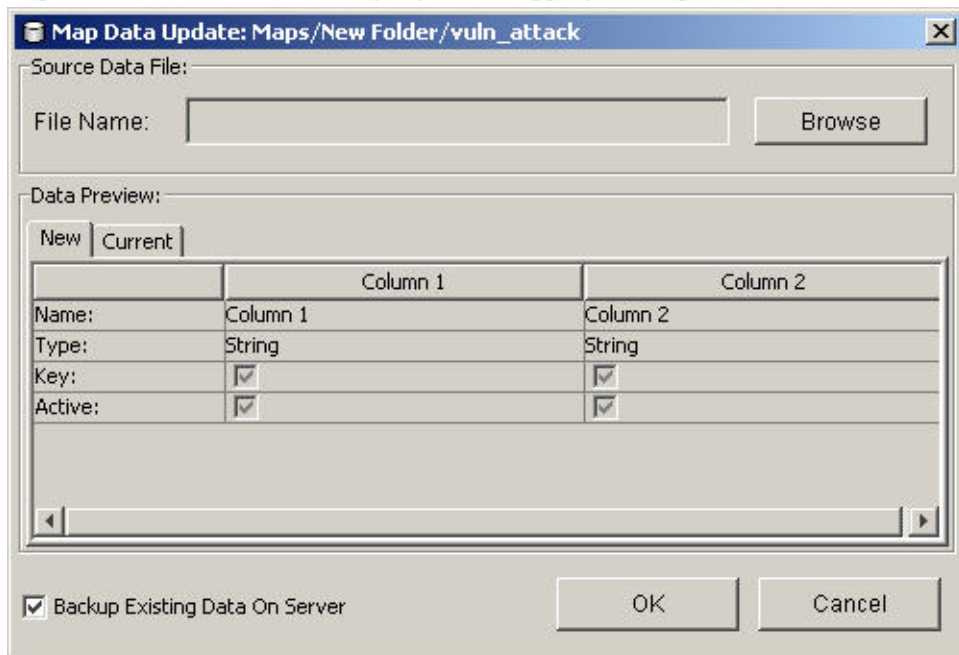 Map Data Update: Maps/New Folder/vuln_attack
Source Data File:
File Name:
Browse
Data Preview:
New Current
Column 1 Column 2
Name: Column 1 Column 2
Type: String String
Key:
Active:
Backup Existing Data On Server
OK
Cancel